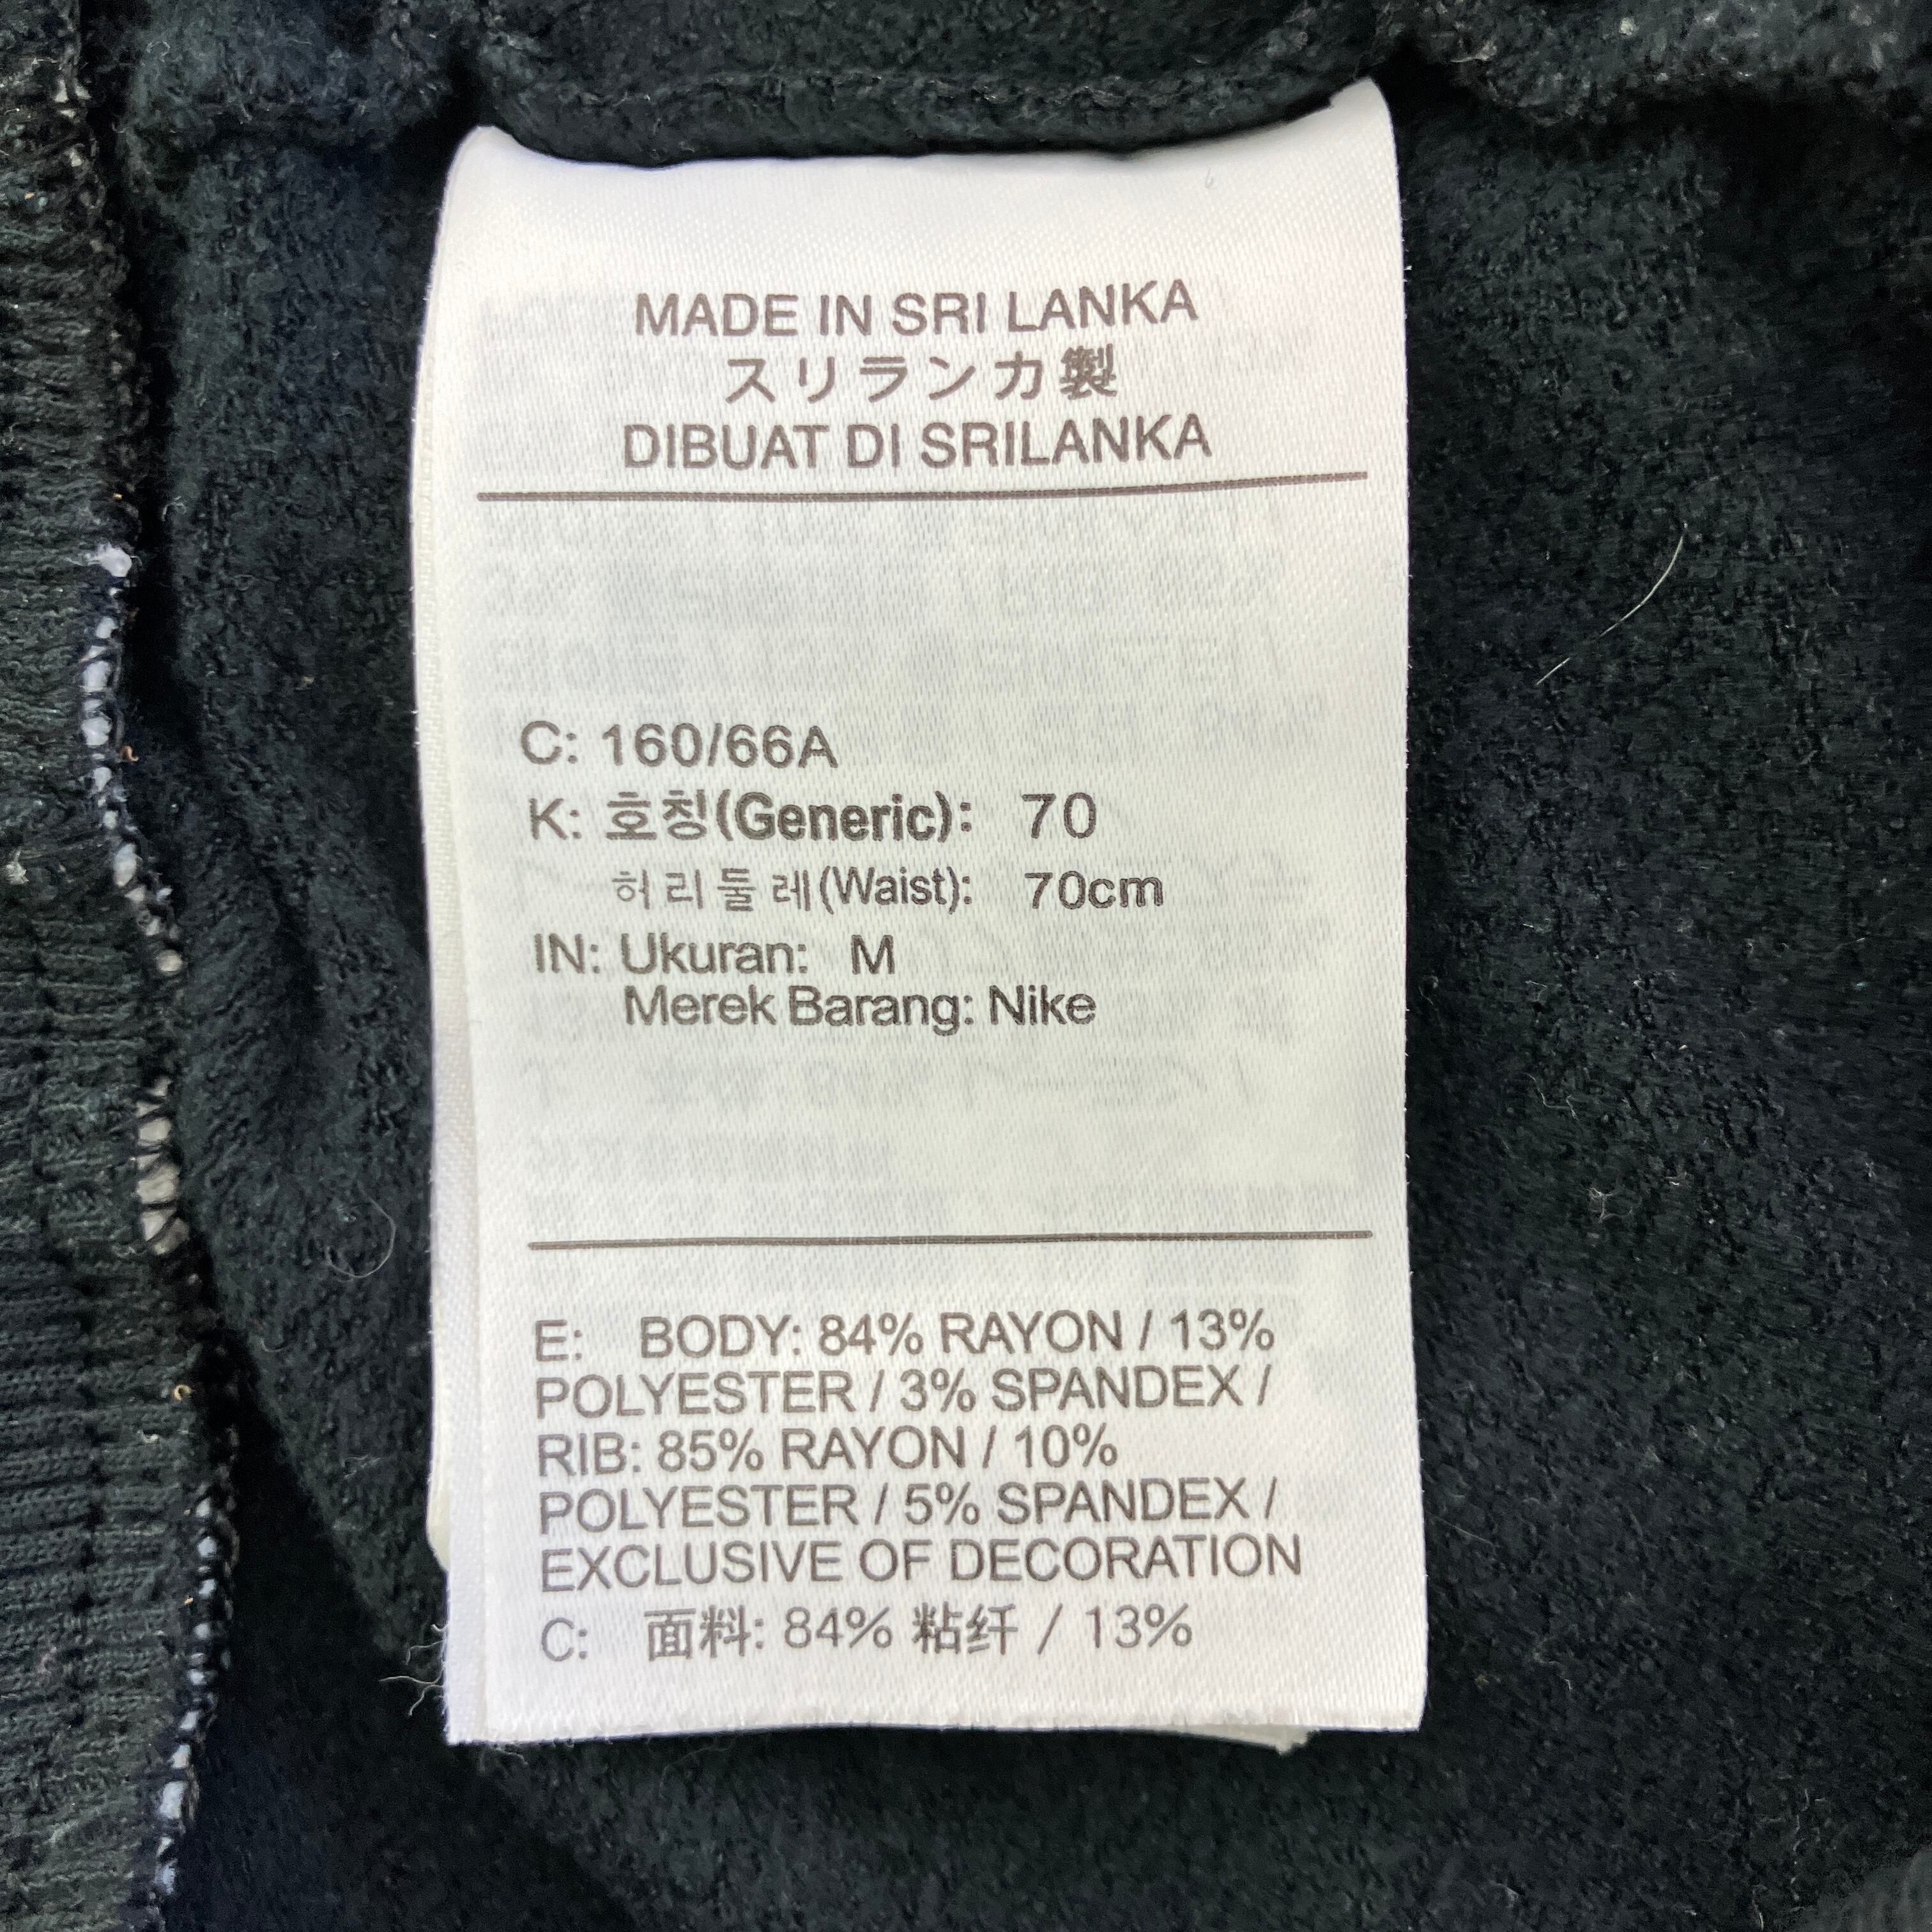 MADE IN SRI LANKA
スリランカ製
DIBUAT DI SRILANKA
C: 160/66A
K: 호칭(Generic): 70
허리둘레(Waist): 70cm
IN: Ukuran: M
Merek Barang: Nike
E: BODY: 84% RAYON / 13%
POLYESTER / 3% SPANDEX /
RIB: 85% RAYON / 10%
POLYESTER / 5% SPANDEX /
EXCLUSIVE OF DECORATION
C: 面料: 84% 粘纤 / 13%